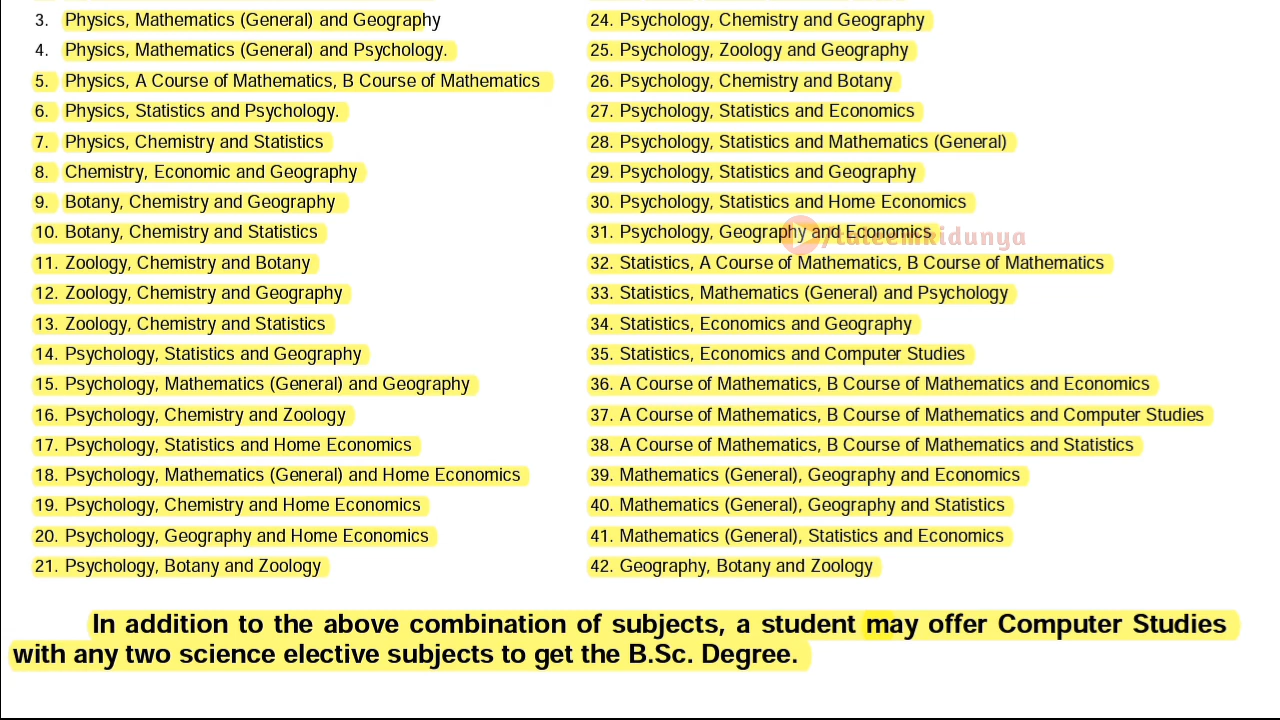 3. Physics, Mathematics (General) and Geography
4. Physics, Mathematics (General) and Psychology.
5. Physics, A Course of Mathematics, B Course of Mathematics
6. Physics, Statistics and Psychology.
7. Physics, Chemistry and Statistics
8. Chemistry, Economic and Geography
9. Botany, Chemistry and Geography
10. Botany, Chemistry and Statistics
11. Zoology, Chemistry and Botany
12. Zoology, Chemistry and Geography
13. Zoology, Chemistry and Statistics
14. Psychology, Statistics and Geography
15. Psychology, Mathematics (General) and Geography
16. Psychology, Chemistry and Zoology
17. Psychology, Statistics and Home Economics
18. Psychology, Mathematics (General) and Home Economics
19. Psychology, Chemistry and Home Economics
20. Psychology, Geography and Home Economics
21. Psychology, Botany and Zoology
24. Psychology, Chemistry and Geography
25. Psychology, Zoology and Geography
26. Psychology, Chemistry and Botany
27. Psychology, Statistics and Economics
28. Psychology, Statistics and Mathematics (General)
29. Psychology, Statistics and Geography
30. Psychology, Statistics and Home Economics
31. Psychology, Geography and Economics
/taleemkidunya
32. Statistics, A Course of Mathematics, B Course of Mathematics
33. Statistics, Mathematics (General) and Psychology
34. Statistics, Economics and Geography
35. Statistics, Economics and Computer Studies
36. A Course of Mathematics, B Course of Mathematics and Economics
37. A Course of Mathematics, B Course of Mathematics and Computer Studies
38. A Course of Mathematics, B Course of Mathematics and Statistics
39. Mathematics (General), Geography and Economics
40. Mathematics (General), Geography and Statistics
41. Mathematics (General), Statistics and Economics
42. Geography, Botany and Zoology
In addition to the above combination of subjects, a student may offer Computer Studies
with any two science elective subjects to get the B.Sc. Degree.